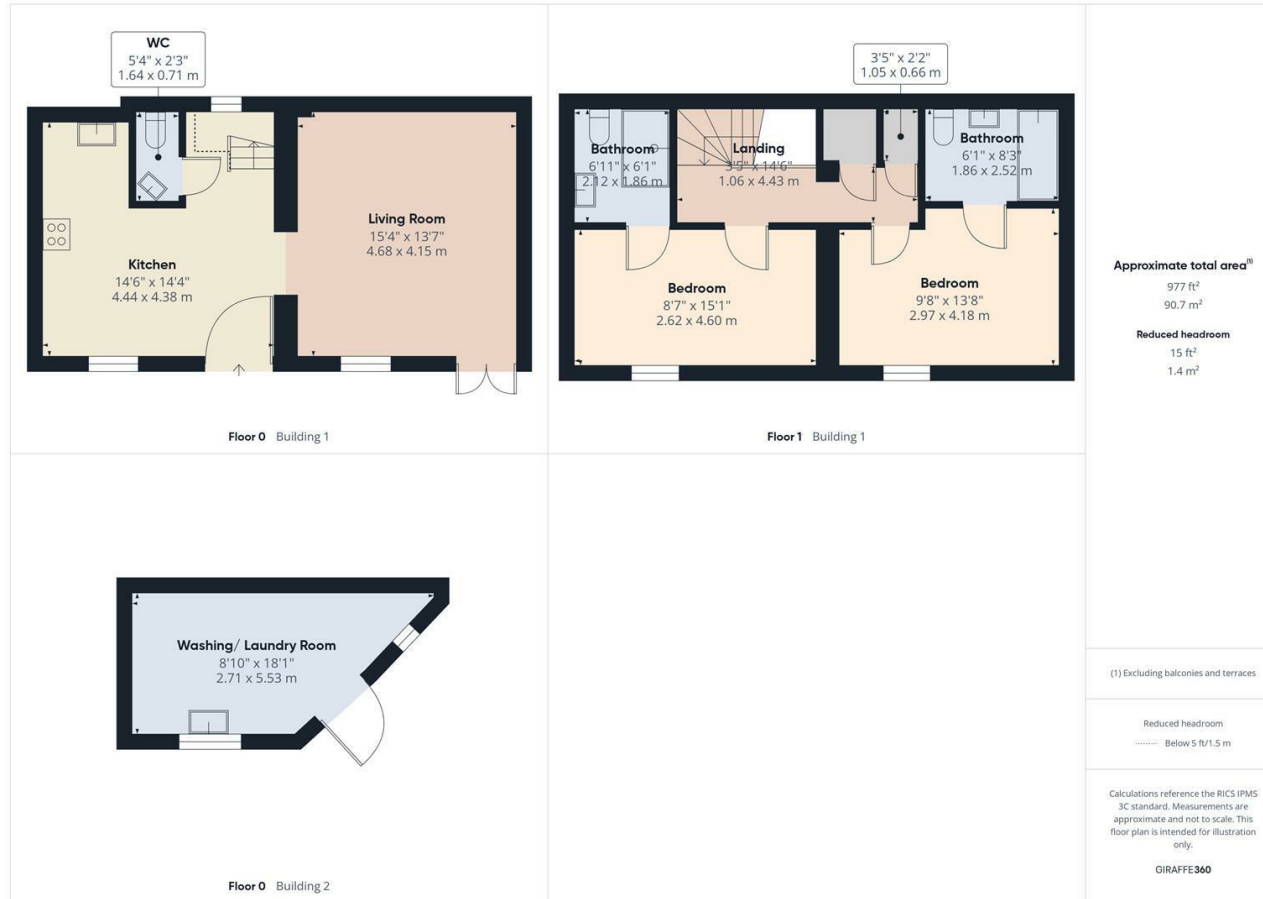 WC
5'4" x 2'3"
1.64 x 0.71 m
Kitchen
14'6" x 14'4"
4.44 x 4.38 m
Living Room
15'4" x 13'7"
4.68 x 4.15 m
Floor 0 Building 1
3'5" x 2'2"
1.05 x 0.66 m
Bathroom
6'11" x 6'1"
2.12 x 1.86 m
Landing
3'5" x 14'6"
1.06 x 4.43 m
Bathroom
6'1" x 8'3"
1.86 x 2.52 m
Bedroom
8'7" x 15'1"
2.62 x 4.60 m
Bedroom
9'8" x 13'8"
2.97 x 4.18 m
Floor 1 Building 1
Washing/ Laundry Room
8'10" x 18'1"
2.71 x 5.53 m
Floor 0 Building 2
Approximate total area(1)
977 ft²
90.7 m²
Reduced headroom
15 ft²
1.4 m²
(1) Excluding balconies and terraces
Reduced headroom
Below 5 ft/1.5 m
Calculations reference the RICS IPMS
3C standard. Measurements are
approximate and not to scale. This
floor plan is intended for illustration
only.
GIRAFFE360